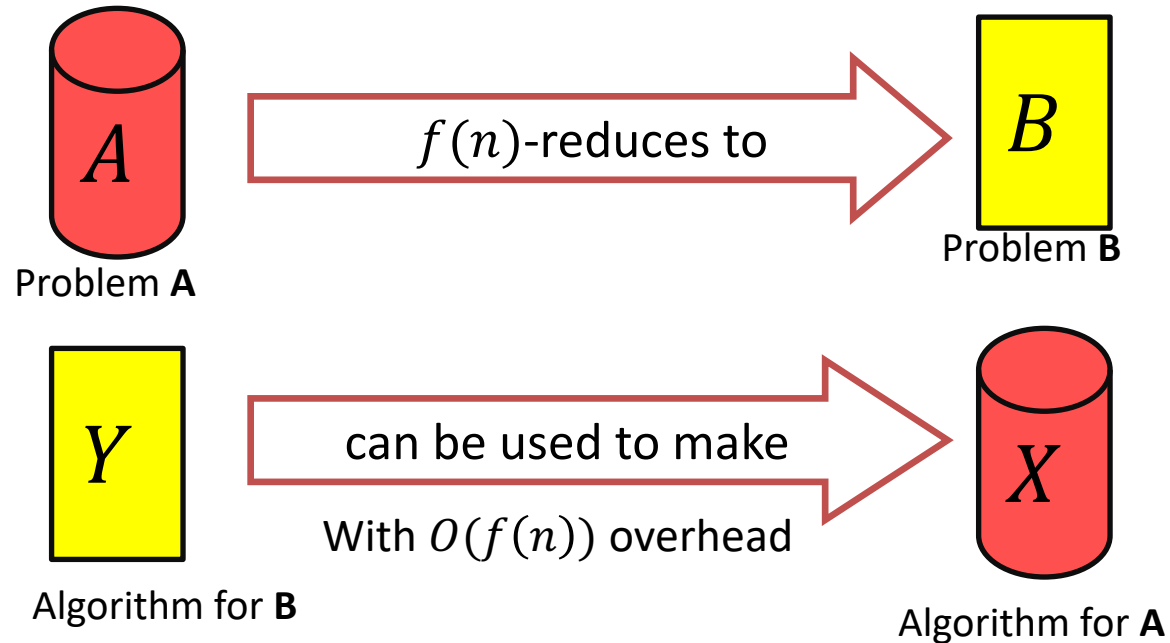 A
f(n)-reduces to
B
Problem A
Problem B
Y
can be used to make
X
With O(f(n)) overhead
Algorithm for B
Algorithm for A